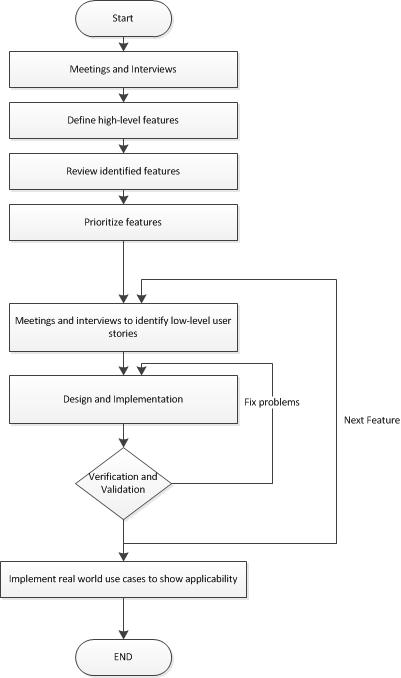 Start
Meetings and Interviews
Define high-level features
Review identified features
Prioritize features
Meetings and interviews to identify low-level user
stories
Design and Implementation
Fix problems
Next Feature
Verification and
Validation
Implement real world use cases to show applicability
END